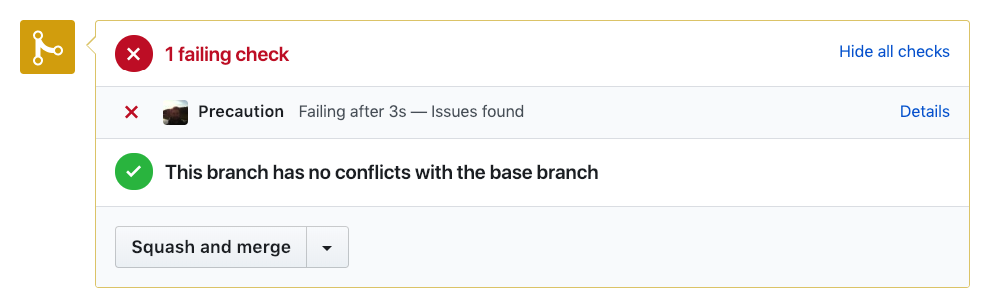 1 failing check
Hide all checks
Precaution Failing after 3s — Issues found
Details
This branch has no conflicts with the base branch
Squash and merge